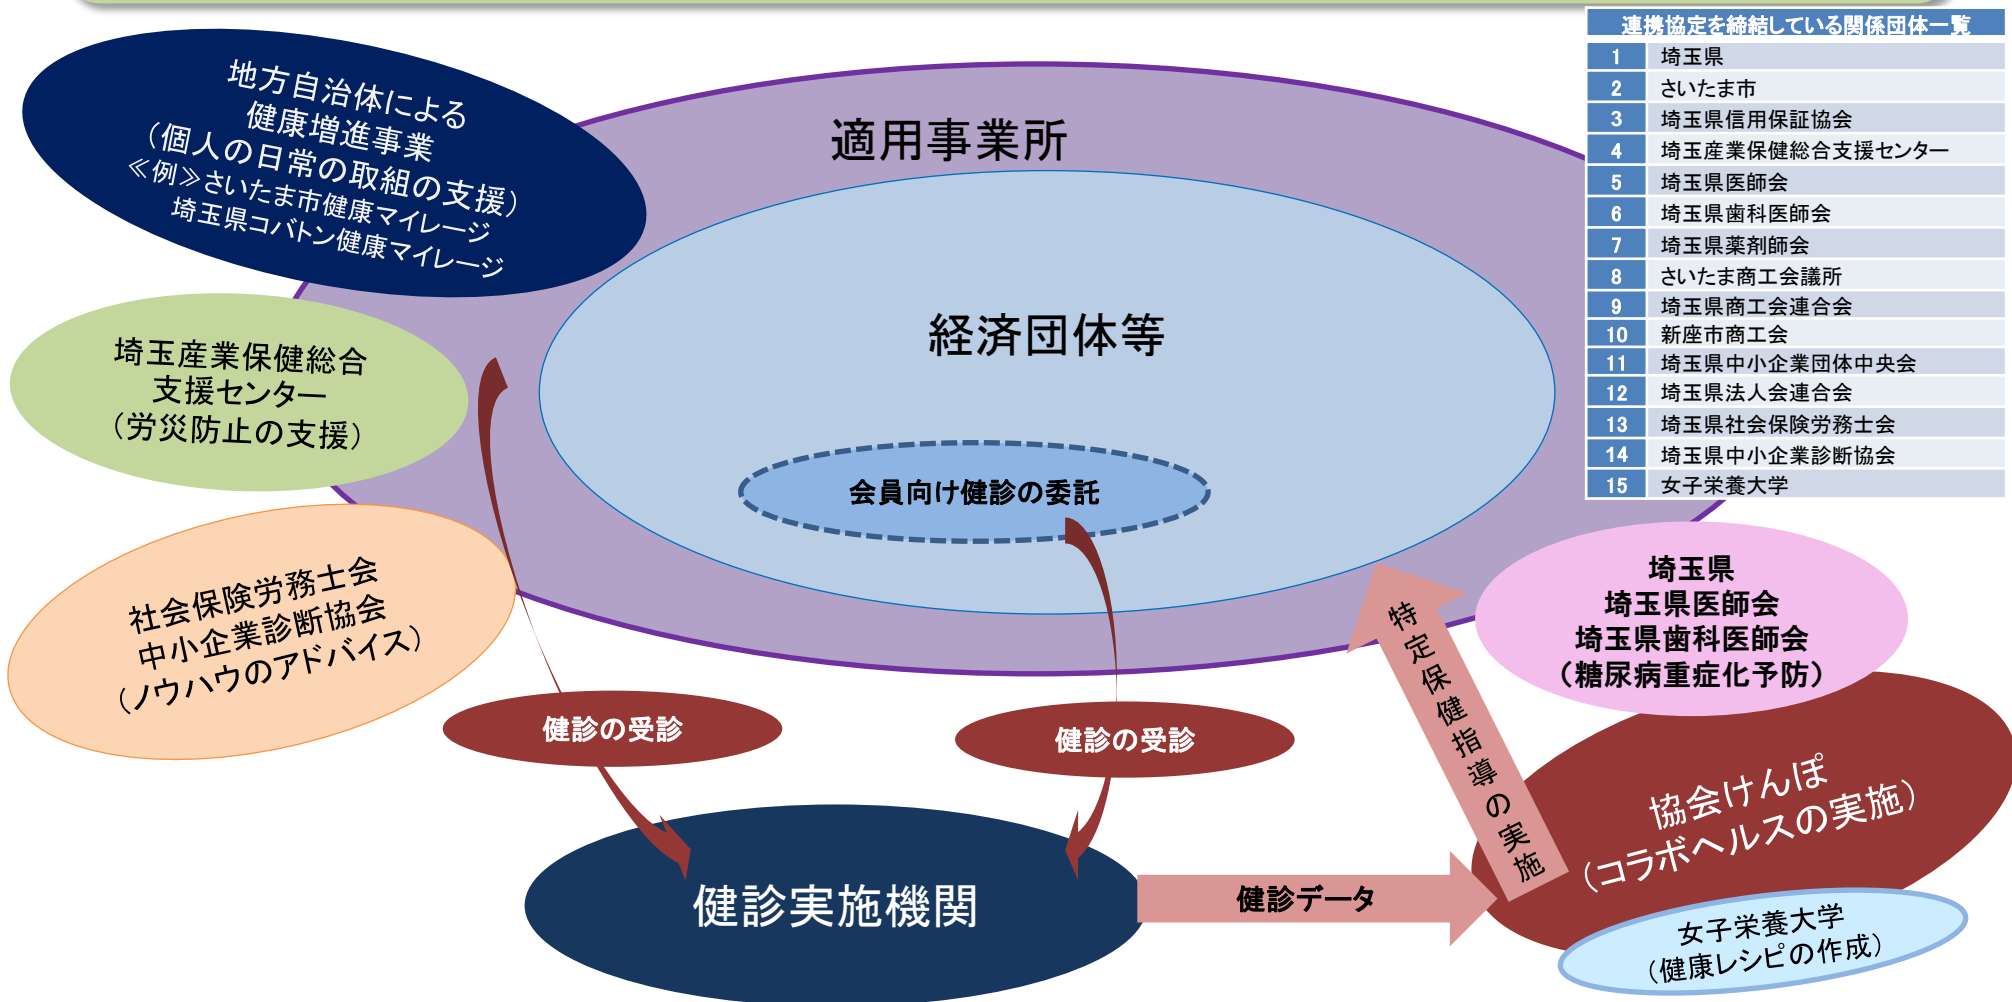 連携協定を締結している関係団体一覧
1 埼玉県
2 さいたま市
3 埼玉県信用保証協会
4 埼玉産業保健総合支援センター
5 埼玉県医師会
6 埼玉県歯科医師会
7 埼玉県薬剤師会
8 さいたま商工会議所
9 埼玉県商工会連合会
10 新座市商工会
11 埼玉県中小企業団体中央会
12 埼玉県法人会連合会
13 埼玉県社会保険労務士会
14 埼玉県中小企業診断協会
15 女子栄養大学
地方自治体による
健康増進事業
（個人の日常の取組の支援）
≪例≫さいたま市健康マイレージ
埼玉県コバトン健康マイレージ
適用事業所
経済団体等
会員向け健診の委託
埼玉産業保健総合
支援センター
（労災防止の支援）
社会保険労務士会
中小企業診断協会
（ノウハウのアドバイス）
健診の受診
健診の受診
健診実施機関
健診データ
特定保健指導の実施
埼玉県
埼玉県医師会
埼玉県歯科医師会
（糖尿病重症化予防）
協会けんぽ
（コラボヘルスの実施）
女子栄養大学
（健康レシピの作成）